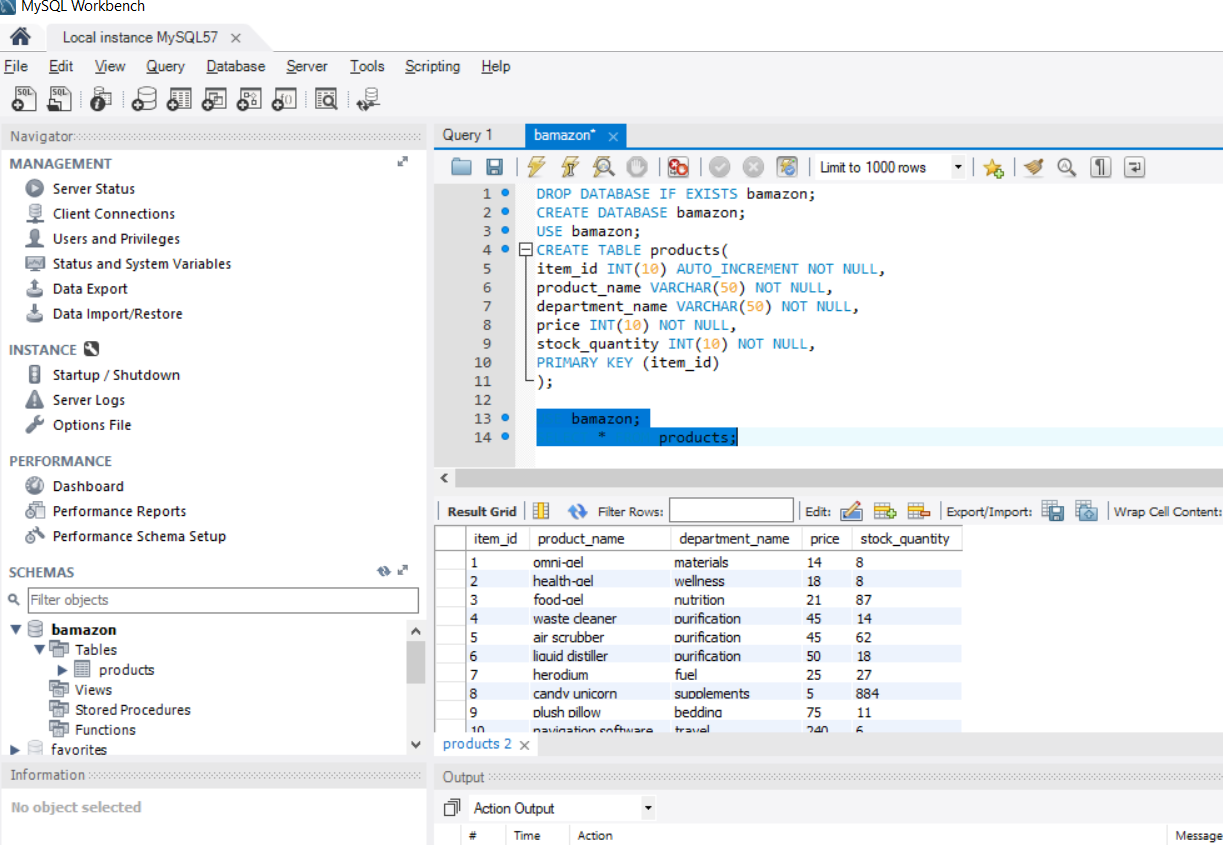 MySQL Workbench
Local instance MySQL57
File Edit View Query Database Server Tools Scripting Help
Navigator
MANAGEMENT
Server Status
Client Connections
Users and Privileges
Status and System Variables
Data Export
Data Import/Restore
INSTANCE
Startup / Shutdown
Server Logs
Options File
PERFORMANCE
Dashboard
Performance Reports
Performance Schema Setup
SCHEMAS
Filter objects
bamazon
Tables
products
Views
Stored Procedures
Functions
favorites
Information
No object selected
Query 1 bamazon*
Limit to 1000 rows
1 DROP DATABASE IF EXISTS bamazon;
2 CREATE DATABASE bamazon;
3 USE bamazon;
4 CREATE TABLE products(
5 item_id INT(10) AUTO_INCREMENT NOT NULL,
6 product_name VARCHAR(50) NOT NULL,
7 department_name VARCHAR(50) NOT NULL,
8 price INT(10) NOT NULL,
9 stock_quantity INT(10) NOT NULL,
10 PRIMARY KEY (item_id)
11 );
12
13 bamazon;
14 * products;
Result Grid Filter Rows: Edit: Export/Import: Wrap Cell Content:
item_id product_name department_name price stock_quantity
1 omni-gel materials 14 8
2 health-gel wellness 18 8
3 food-gel nutrition 21 87
4 waste cleaner purification 45 14
5 air scrubber purification 45 62
6 liquid distiller purification 50 18
7 herodium fuel 25 27
8 candy unicorn supplements 5 884
9 plush pillow bedding 75 11
10 navigation software travel 240 6
products 2
Output
Action Output
# Time Action Message